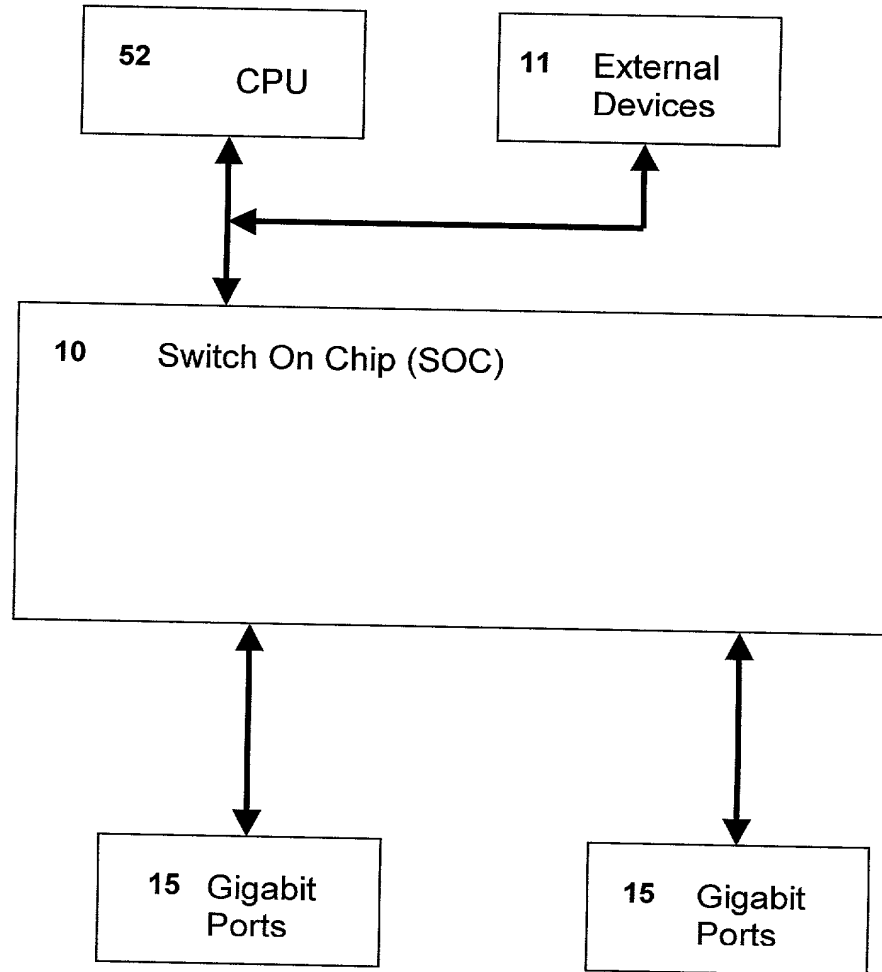 52
CPU
11 External
Devices
10 Switch On Chip (SOC)
15 Gigabit
Ports
15 Gigabit
Ports